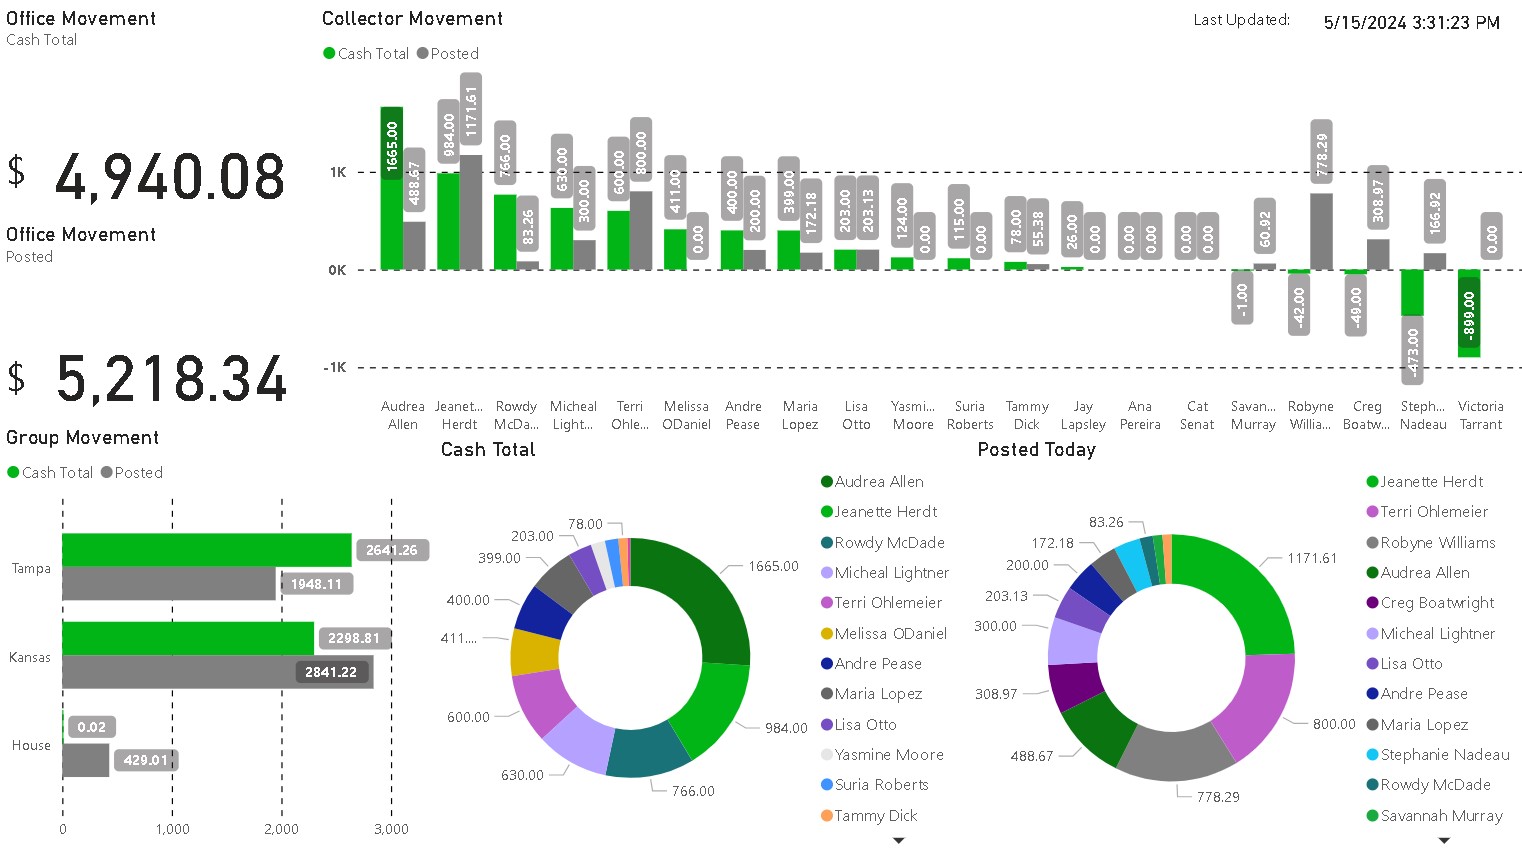 Office Movement
Cash Total
$ 4,940.08
Office Movement
Posted
$ 5,218.34
Collector Movement
Cash Total Posted
Last Updated: 5/15/2024 3:31:23 PM
1K
0K
-1K
1665.00
488.67
984.00
1171.61
766.00
83.26
630.00
300.00
600.00
800.00
411.00
0.00
400.00
200.00
399.00
172.18
203.00
203.13
124.00
0.00
115.00
0.00
78.00
55.38
26.00
0.00
0.00
0.00
0.00
0.00
-1.00
60.92
-42.00
778.29
-49.00
308.97
-473.00
166.92
-899.00
0.00
Audrea Allen
Jeanet... Herdt
Rowdy McDa...
Micheal Light...
Terri Ohle...
Melissa ODaniel
Andre Pease
Maria Lopez
Lisa Otto
Yasmi... Moore
Suria Roberts
Tammy Dick
Jay Lapsley
Ana Pereira
Cat Senat
Savan... Murray
Robyne Willia...
Creg Boatw...
Steph... Nadeau
Victoria Tarrant
Group Movement
Cash Total Posted
Tampa
2641.26
1948.11
Kansas
2298.81
2841.22
House
0.02
429.01
0
1,000
2,000
3,000
Cash Total
1665.00
984.00
766.00
630.00
600.00
411....
400.00
399.00
203.00
78.00
Audrea Allen
Jeanette Herdt
Rowdy McDade
Micheal Lightner
Terri Ohlemeier
Melissa ODaniel
Andre Pease
Maria Lopez
Lisa Otto
Yasmine Moore
Suria Roberts
Tammy Dick
Posted Today
1171.61
800.00
778.29
488.67
308.97
300.00
203.13
200.00
172.18
83.26
Jeanette Herdt
Terri Ohlemeier
Robyne Williams
Audrea Allen
Creg Boatwright
Micheal Lightner
Lisa Otto
Andre Pease
Maria Lopez
Stephanie Nadeau
Rowdy McDade
Savannah Murray